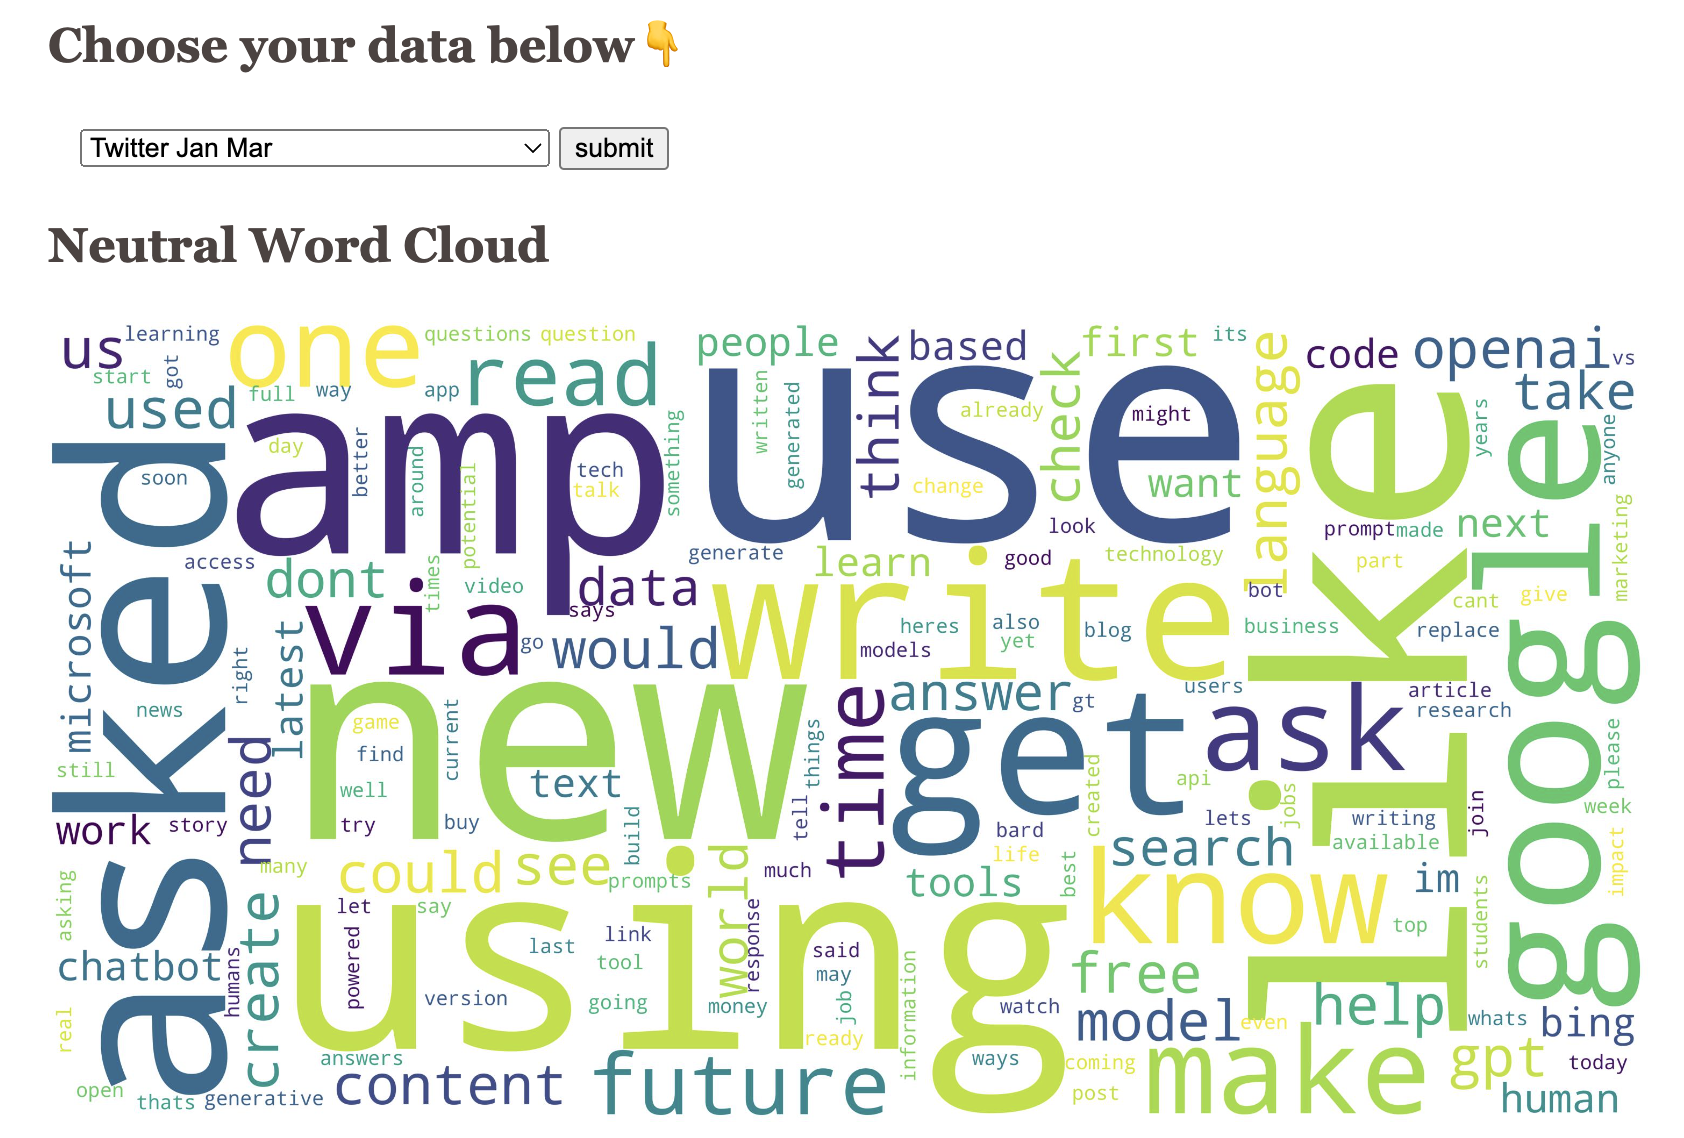 Choose your data below👇
Twitter Jan Mar
submit
Neutral Word Cloud
us
learning
one
questions
question
people
think
based
first
its
language
code
openai
vs
start
got
full
way
app
read
check
take
used
amp
use
written
generated
already
might
years
anyone
asked
day
soon
better
around
potential
tech
talk
something
change
want
look
like
prompt
made
next
google
marketing
microsoft
access
dont
times
video
data
generate
learn
good
technology
part
bot
cant
give
via
says
write
heres
also
yet
blog
business
replace
latest
right
go
would
models
news
new
time
answer
gt
users
article
research
need
game
find
current
things
get
ask
please
still
well
text
created
api
jobs
week
work
story
try
buy
build
tell
bard
life
lets
writing
available
join
impact
many
could
see
prompts
world
much
best
search
tools
know
im
asking
create
let
say
using
response
said
top
students
chatbot
humans
powered
last
link
tool
may
free
information
real
version
going
money
job
ready
watch
model
even
help
whats
bing
answers
ways
coming
make
gpt
today
open
thats
generative
content
future
post
human